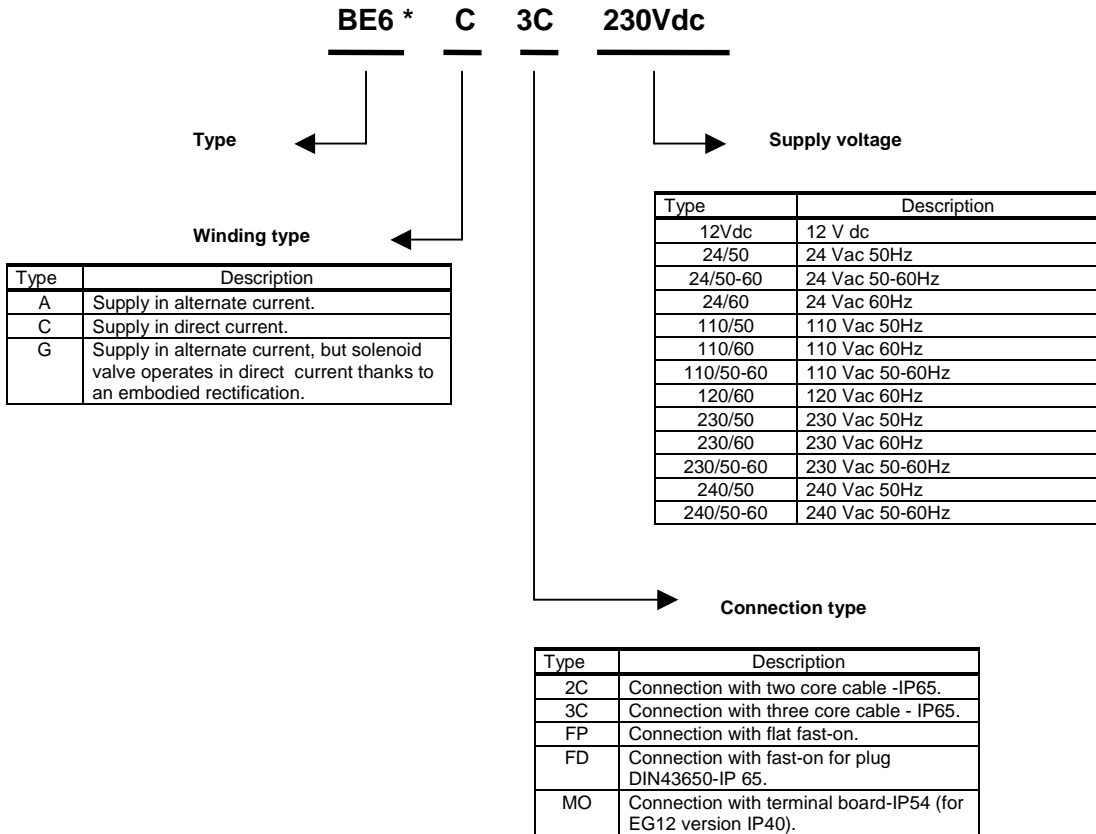 BE6 * C 3C 230Vdc
Type
Supply voltage
Winding type
Type Description
A Supply in alternate current.
C Supply in direct current.
G Supply in alternate current, but solenoid
valve operates in direct current thanks to
an embodied rectification.
Type Description
12Vdc 12 V dc
24/50 24 Vac 50Hz
24/50-60 24 Vac 50-60Hz
24/60 24 Vac 60Hz
110/50 110 Vac 50Hz
110/60 110 Vac 60Hz
110/50-60 110 Vac 50-60Hz
120/60 120 Vac 60Hz
230/50 230 Vac 50Hz
230/60 230 Vac 60Hz
230/50-60 230 Vac 50-60Hz
240/50 240 Vac 50Hz
240/50-60 240 Vac 50-60Hz
Connection type
Type Description
2C Connection with two core cable -IP65.
3C Connection with three core cable - IP65.
FP Connection with flat fast-on.
FD Connection with fast-on for plug
DIN43650-IP 65.
MO Connection with terminal board-IP54 (for
EG12 version IP40).